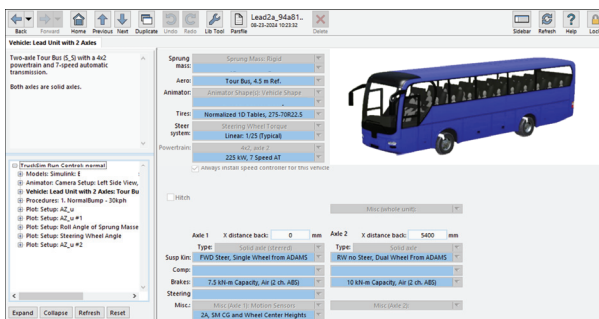 Back Forward Home Previous Next Duplicate Undo Redo Lib Tool Parsfile
Lead2a_94a81..
08-23-2024 10:23:32
Delete
Sidebar Refresh Help Lock
Vehicle: Lead Unit with 2 Axles
Two-axle Tour Bus (S_S) with a 4x2
powertrain and 7-speed automatic
transmission.
Both axles are solid axles.
Sprung mass: Sprung Mass: Rigid
Aero: Tour Bus, 4.5 m Ref.
Animator: Animator Shape(s): Vehicle Shape
Tires: Normalized 1D Tables, 275-70R22.5
Steer system: Steering Wheel Torque
Linear: 1/25 (Typical)
Powertrain: 4x2, axle 2
225 kW, 7 Speed AT
Always install speed controller for this vehicle
Hitch
Misc (whole unit):
TruckSim Run Control: normal
Models: Simulink: E
Animator: Camera Setup: Left Side View,
Vehicle: Lead Unit with 2 Axles: Tour Bu
Procedures: 1. NormalBump - 30kph
Plot: Setup: AZ_u
Plot: Setup: AZ_u #1
Plot: Setup: Roll Angle of Sprung Masse
Plot: Setup: Steering Wheel Angle
Plot: Setup: AZ_u #2
Expand Collapse Refresh Reset
Axle 1 X distance back: 0 mm
Axle 2 X distance back: 5400 mm
Type: Solid axle (steered)
Type: Solid axle
Susp Kin: FWD Steer, Single Wheel from ADAMS
RW no Steer, Dual Wheel From ADAMS
Comp:
Brakes: 7.5 kN-m Capacity, Air (2 ch. ABS)
10 kN-m Capacity, Air (2 ch. ABS)
Steering
Misc.: Misc (Axle 1): Motion Sensors
Misc (Axle 2):
2A, SM CG and Wheel Center Heights